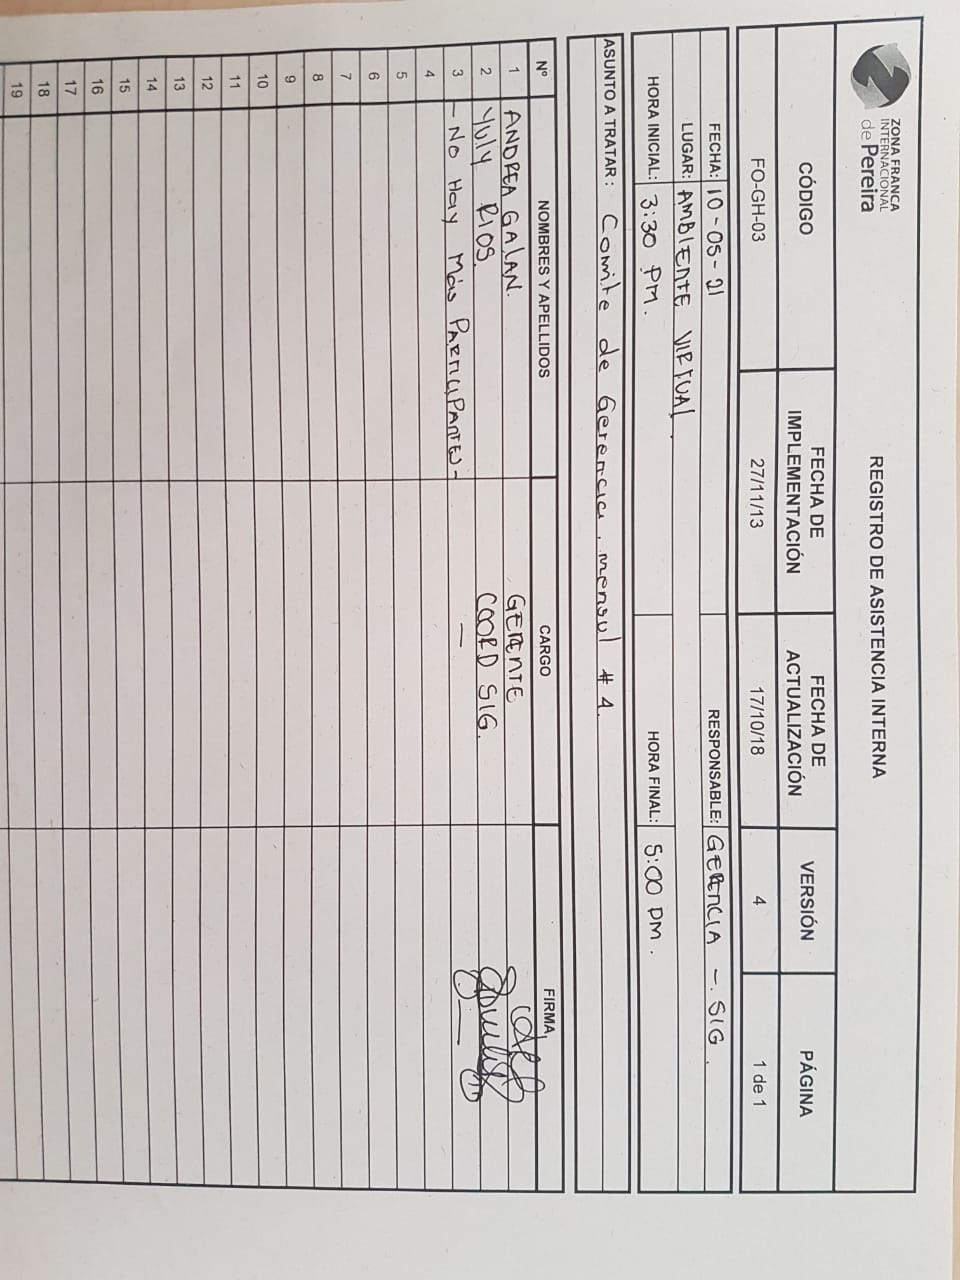 ZONA FRANCA
INTERNACIONAL
de Pereira
REGISTRO DE ASISTENCIA INTERNA
CÓDIGO FECHA DE IMPLEMENTACIÓN FECHA DE ACTUALIZACIÓN VERSIÓN PÁGINA
FO-GH-03 27/11/13 17/10/18 4 1 de 1
FECHA: 10-05-21 RESPONSABLE: GERENCIA - SIG.
LUGAR: AMBIENTE VIRTUAL.
HORA INICIAL: 3:30 PM. HORA FINAL: 5:00 PM.
ASUNTO A TRATAR: Comite de Gerencia mensual #4.
Nº NOMBRES Y APELLIDOS CARGO FIRMA
1 ANDREA GALAN. GERENTE
2 YULY RIOS. COORD SIG.
3 - No Hay Más Participantes - — —
4
5
6
7
8
9
10
11
12
13
14
15
16
17
18
19